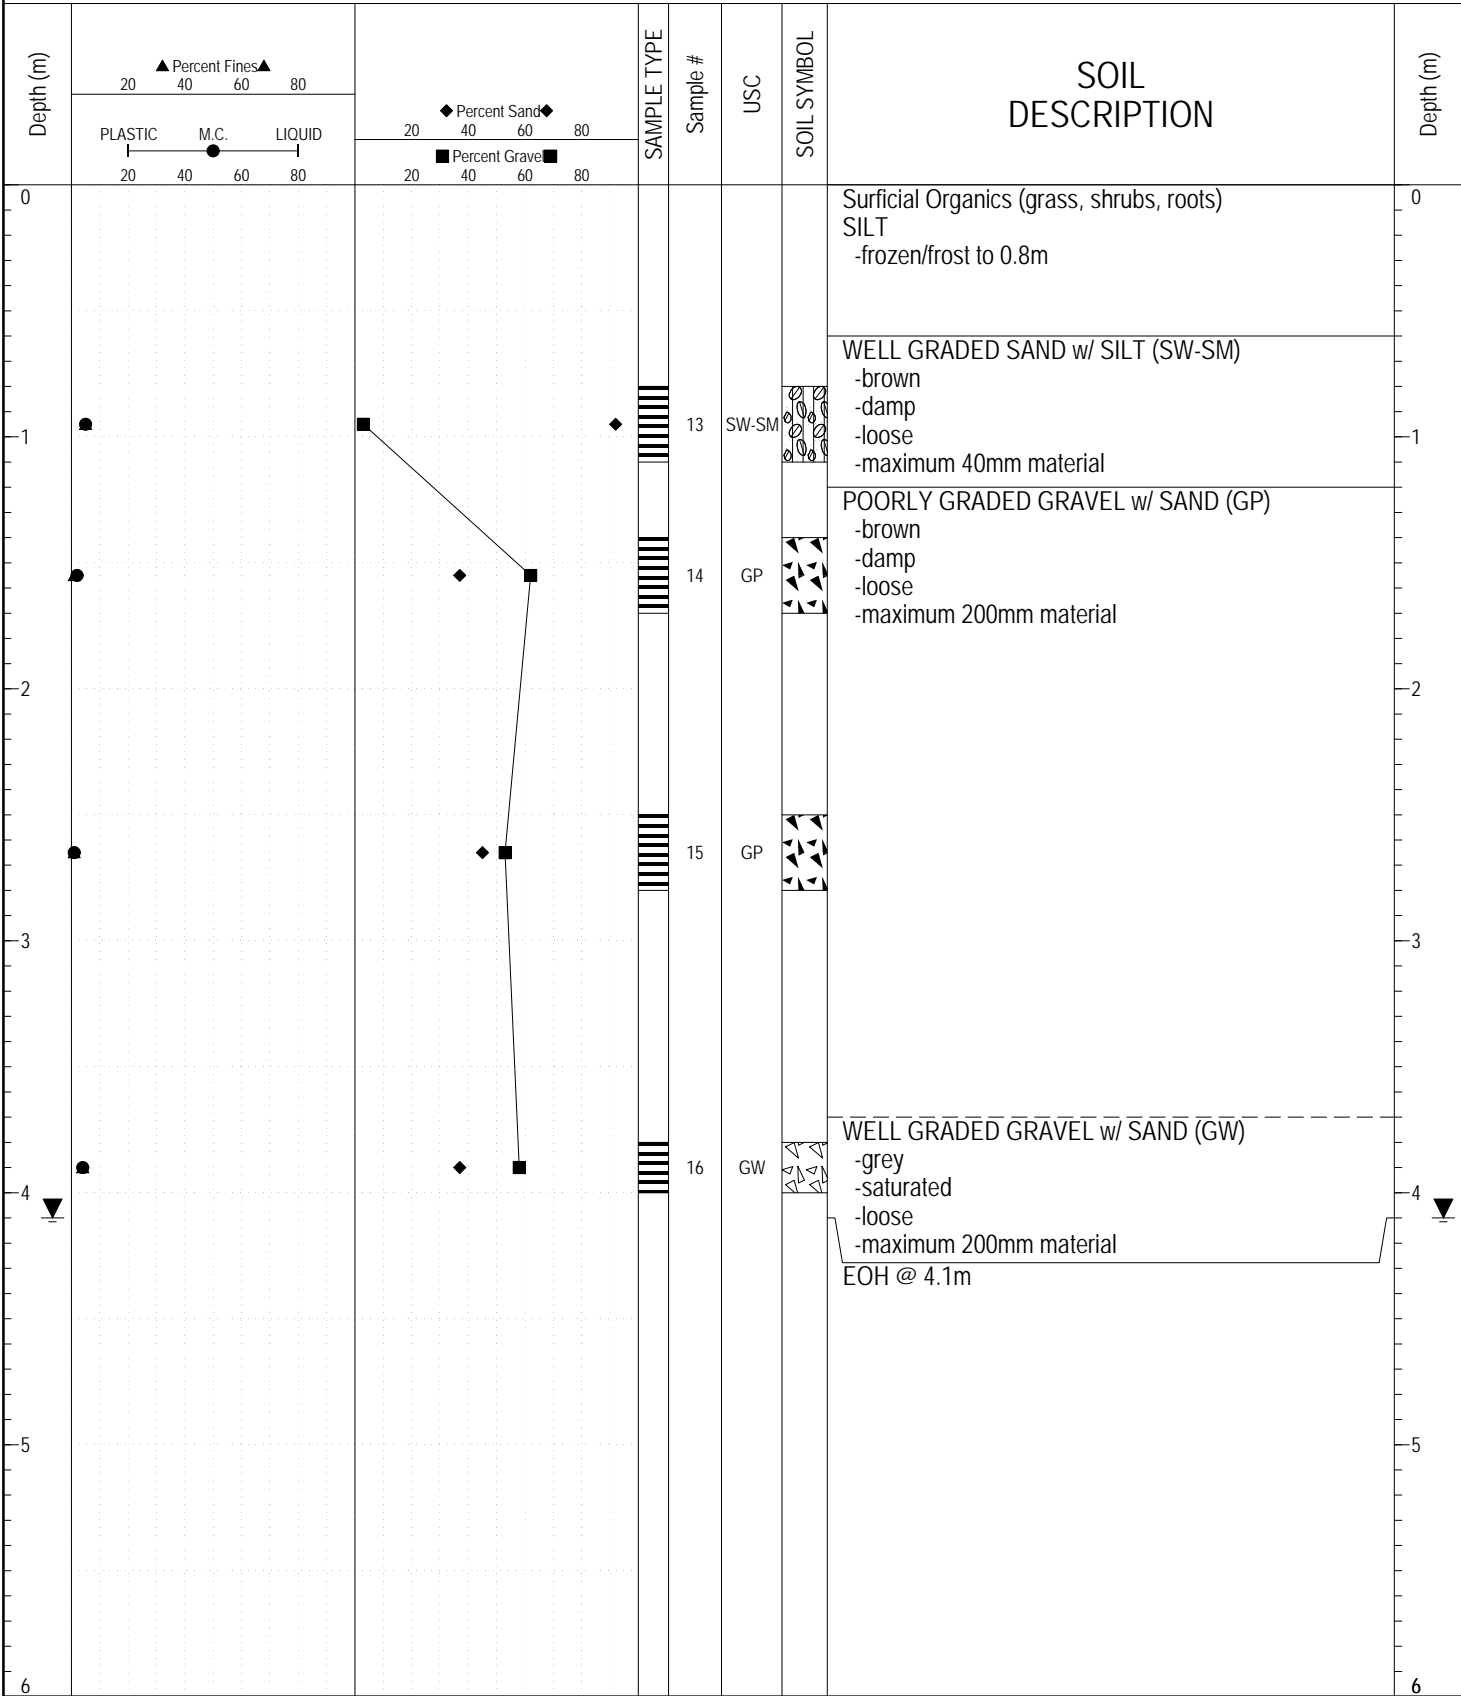 Depth (m)
Percent Fines
20 40 60 80
PLASTIC M.C. LIQUID
20 40 60 80
Percent Sand
20 40 60 80
Percent Gravel
20 40 60 80
SAMPLE TYPE
Sample #
USC
SOIL SYMBOL
SOIL
DESCRIPTION
Depth (m)
0
Surficial Organics (grass, shrubs, roots)
0
SILT
-frozen/frost to 0.8m
WELL GRADED SAND w/ SILT (SW-SM)
-brown
-damp
13 SW-SM
1
-loose
1
-maximum 40mm material
POORLY GRADED GRAVEL w/ SAND (GP)
-brown
-damp
14 GP
-loose
-maximum 200mm material
2
2
15 GP
3
3
WELL GRADED GRAVEL w/ SAND (GW)
16 GW
-grey
-saturated
4
4
-loose
-maximum 200mm material
EOH @ 4.1m
5
5
6
6